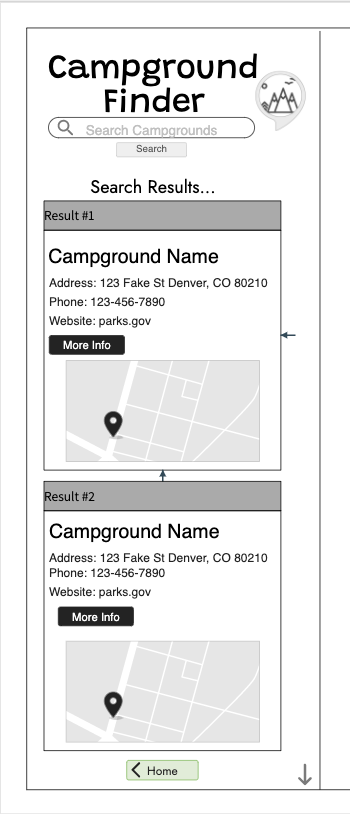 Campground
Finder
Search Campgrounds
Search
Search Results...
Result #1
Campground Name
Address: 123 Fake St Denver, CO 80210
Phone: 123-456-7890
Website: parks.gov
More Info
Result #2
Campground Name
Address: 123 Fake St Denver, CO 80210
Phone: 123-456-7890
Website: parks.gov
More Info
Home